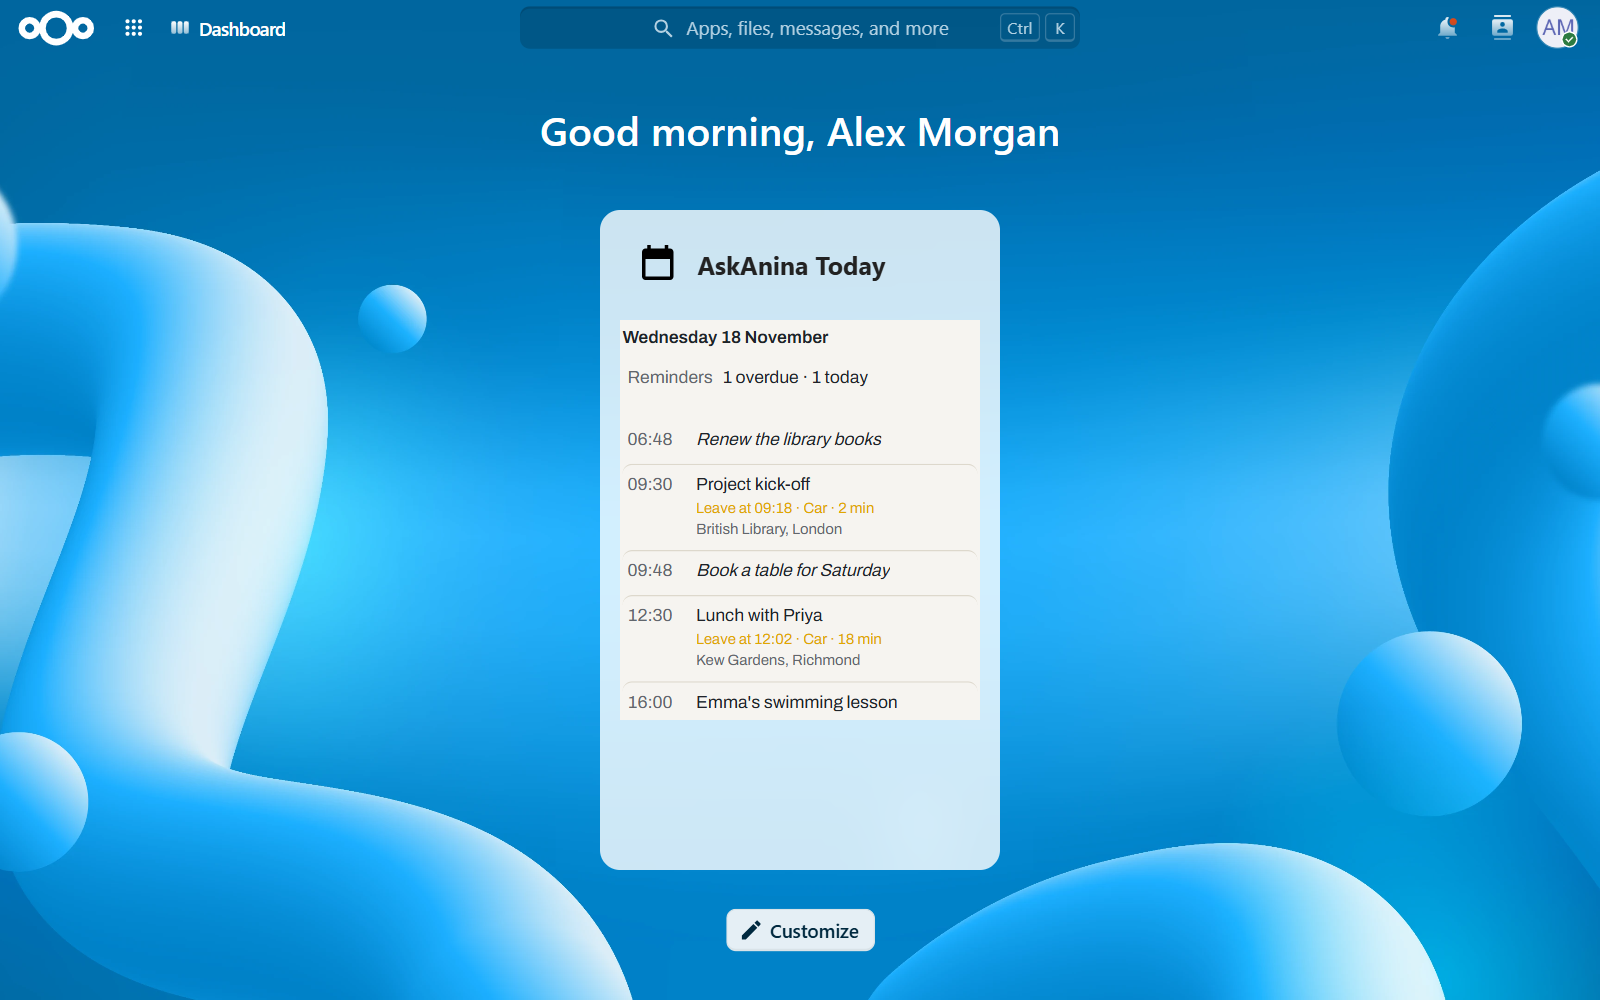 Dashboard
Apps, files, messages, and more
Ctrl K
AM
Good morning, Alex Morgan
AskAnina Today
Wednesday 18 November
Reminders 1 overdue · 1 today
06:48 Renew the library books
09:30 Project kick-off
Leave at 09:18 · Car · 2 min
British Library, London
09:48 Book a table for Saturday
12:30 Lunch with Priya
Leave at 12:02 · Car · 18 min
Kew Gardens, Richmond
16:00 Emma's swimming lesson
Customize